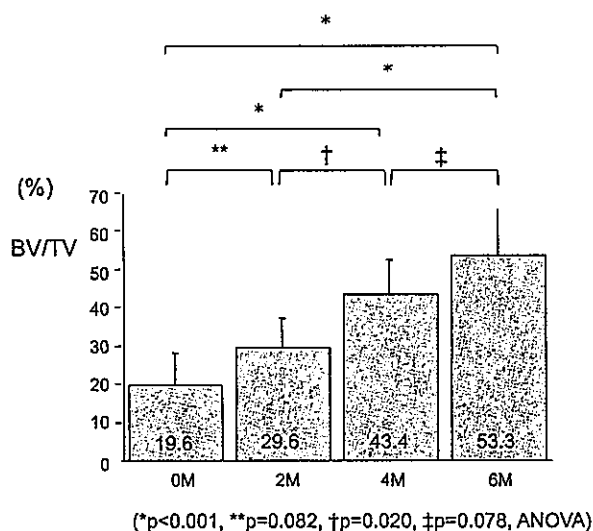 *
*
*
** † ‡
(%)
BV/TV
70
60
50
40
30
20
10
0
19.6 29.6 43.4 53.3
0M 2M 4M 6M
(*p<0.001, **p=0.082, †p=0.020, ‡p=0.078, ANOVA)